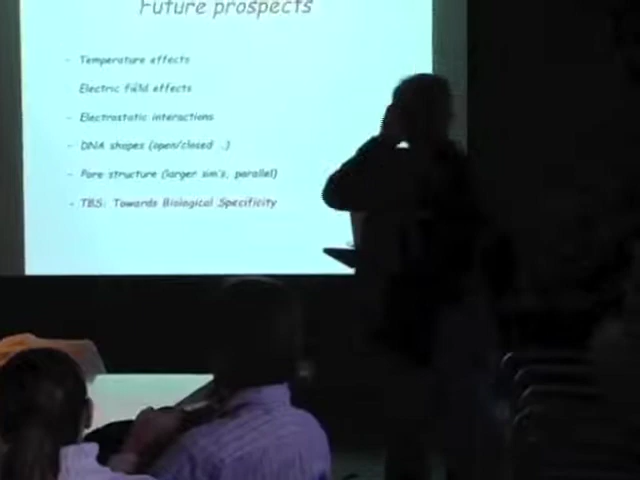 Future prospects
- Temperature effects
Electric field effects
- Electrostatic interactions
- DNA shapes (open/closed ..)
- Pore structure (larger sim's, parallel)
- TBS: Towards Biological Specificity